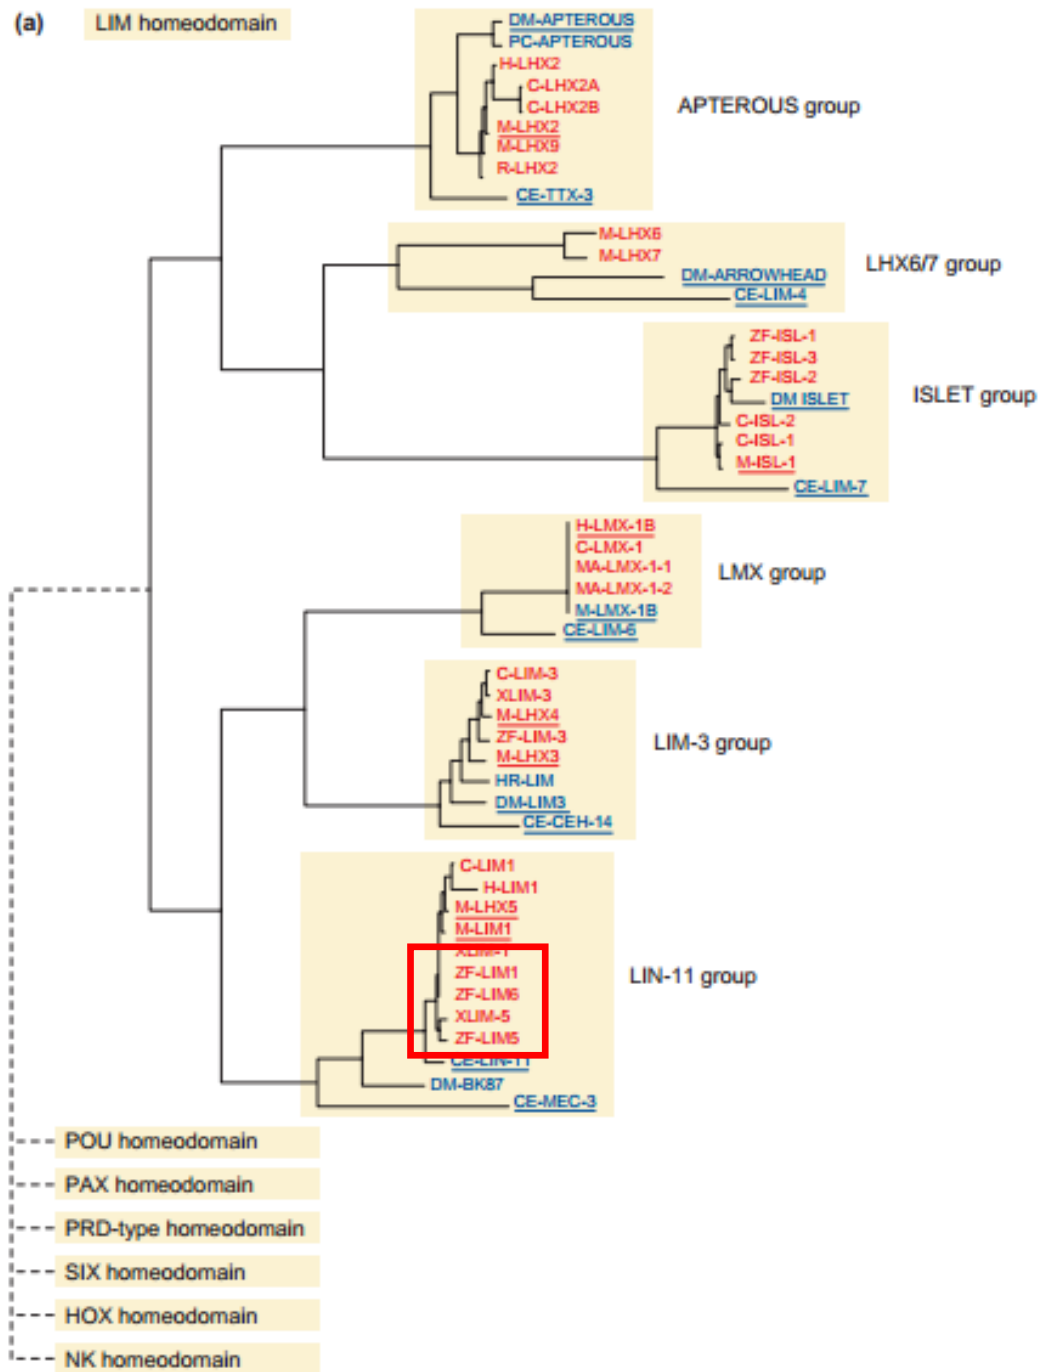 (a) LIM homeodomain
DM-APTEROUS
PC-APTEROUS
H-LHX2
C-LHX2A
C-LHX2B
APTEROUS group
M-LHX2
M-LHX9
R-LHX2
CE-TTX-3
M-LHX6
M-LHX7
LHX6/7 group
DM-ARROWHEAD
CE-LIM-4
ZF-ISL-1
ZF-ISL-3
ZF-ISL-2
ISLET group
DM ISLET
C-ISL-2
C-ISL-1
M-ISL-1
CE-LIM-7
H-LMX-1B
C-LMX-1
MA-LMX-1-1
LMX group
MA-LMX-1-2
M-LMX-1B
CE-LIM-6
C-LIM-3
XLIM-3
M-LHX4
ZF-LIM-3
LIM-3 group
M-LHX3
HR-LIM
DM-LIM3
CE-CEH-14
C-LIM1
H-LIM1
M-LHX5
M-LIM1
XLIM-1
ZF-LIM1
LIN-11 group
ZF-LIM6
XLIM-5
ZF-LIM5
CE-LIN-11
DM-BK87
CE-MEC-3
POU homeodomain
PAX homeodomain
PRD-type homeodomain
SIX homeodomain
HOX homeodomain
NK homeodomain